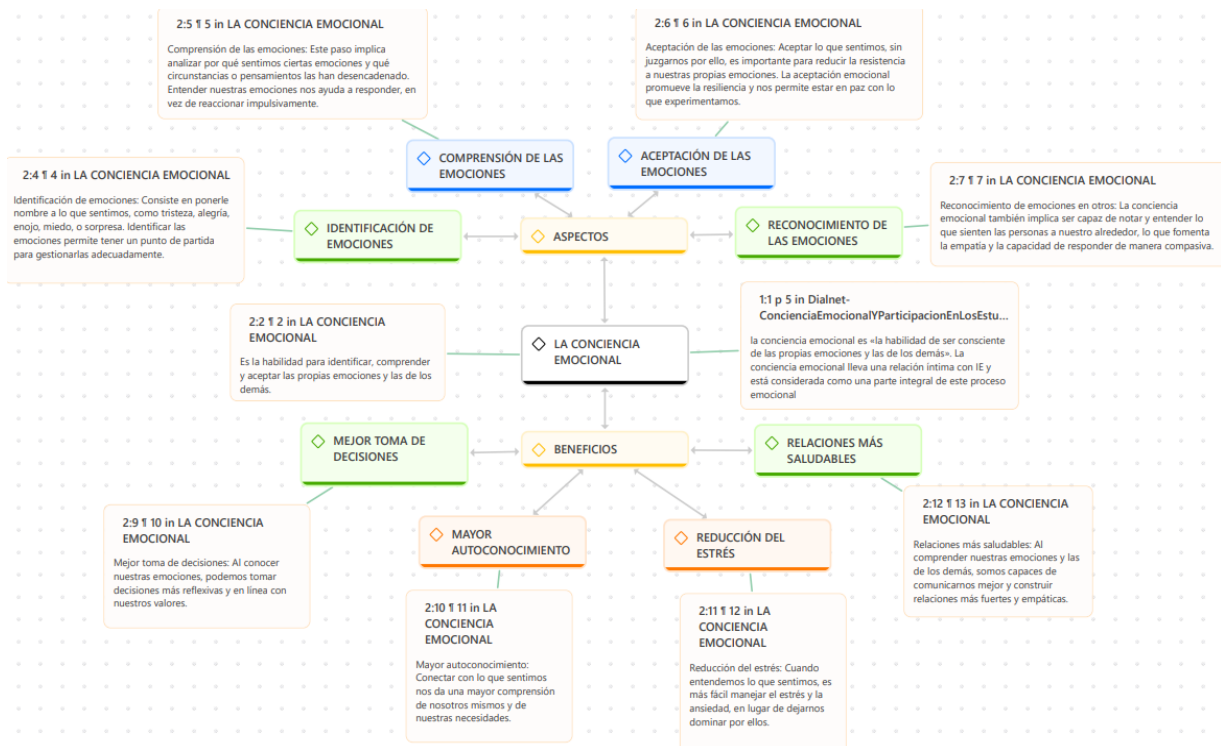 2:5 ¶ 5 in LA CONCIENCIA EMOCIONAL
Comprensión de las emociones: Este paso implica
analizar por qué sentimos ciertas emociones y qué
circunstancias o pensamientos las han desencadenado.
Entender nuestras emociones nos ayuda a responder, en
vez de reaccionar impulsivamente.
2:6 ¶ 6 in LA CONCIENCIA EMOCIONAL
Aceptación de las emociones: Aceptar lo que sentimos, sin
juzgarnos por ello, es importante para reducir la resistencia
a nuestras propias emociones. La aceptación emocional
promueve la resiliencia y nos permite estar en paz con lo
que experimentamos.
COMPRENSIÓN DE LAS
EMOCIONES
ACEPTACIÓN DE LAS
EMOCIONES
2:4 ¶ 4 in LA CONCIENCIA EMOCIONAL
Identificación de emociones: Consiste en ponerle
nombre a lo que sentimos, como tristeza, alegría,
enojo, miedo, o sorpresa. Identificar las
emociones permite tener un punto de partida
para gestionarlas adecuadamente.
IDENTIFICACIÓN DE
EMOCIONES
ASPECTOS
RECONOCIMIENTO DE
LAS EMOCIONES
2:7 ¶ 7 in LA CONCIENCIA EMOCIONAL
Reconocimiento de emociones en otros: La conciencia
emocional también implica ser capaz de notar y entender lo
que sienten las personas a nuestro alrededor, lo que fomenta
la empatía y la capacidad de responder de manera compasiva.
2:2 ¶ 2 in LA CONCIENCIA
EMOCIONAL
Es la habilidad para identificar, comprender
y aceptar las propias emociones y las de los
demás.
LA CONCIENCIA
EMOCIONAL
1:1 p 5 in Dialnet-
ConcienciaEmocionalYParticipacionEnLosEstu...
la conciencia emocional es «la habilidad de ser consciente
de las propias emociones y las de los demás». La
conciencia emocional lleva una relación íntima con IE y
está considerada como una parte integral de este proceso
emocional
MEJOR TOMA DE
DECISIONES
BENEFICIOS
RELACIONES MÁS
SALUDABLES
2:9 ¶ 10 in LA CONCIENCIA
EMOCIONAL
Mejor toma de decisiones: Al conocer
nuestras emociones, podemos tomar
decisiones más reflexivas y en línea con
nuestros valores.
MAYOR
AUTOCONOCIMIENTO
REDUCCIÓN DEL
ESTRÉS
2:12 ¶ 13 in LA CONCIENCIA
EMOCIONAL
Relaciones más saludables: Al
comprender nuestras emociones y las
de los demás, somos capaces de
comunicarnos mejor y construir
relaciones más fuertes y empáticas.
2:10 ¶ 11 in LA
CONCIENCIA
EMOCIONAL
Mayor autoconocimiento:
Conectar con lo que sentimos
nos da una mayor comprensión
de nosotros mismos y de
nuestras necesidades.
2:11 ¶ 12 in LA
CONCIENCIA
EMOCIONAL
Reducción del estrés: Cuando
entendemos lo que sentimos, es
más fácil manejar el estrés y la
ansiedad, en lugar de dejarnos
dominar por ellos.